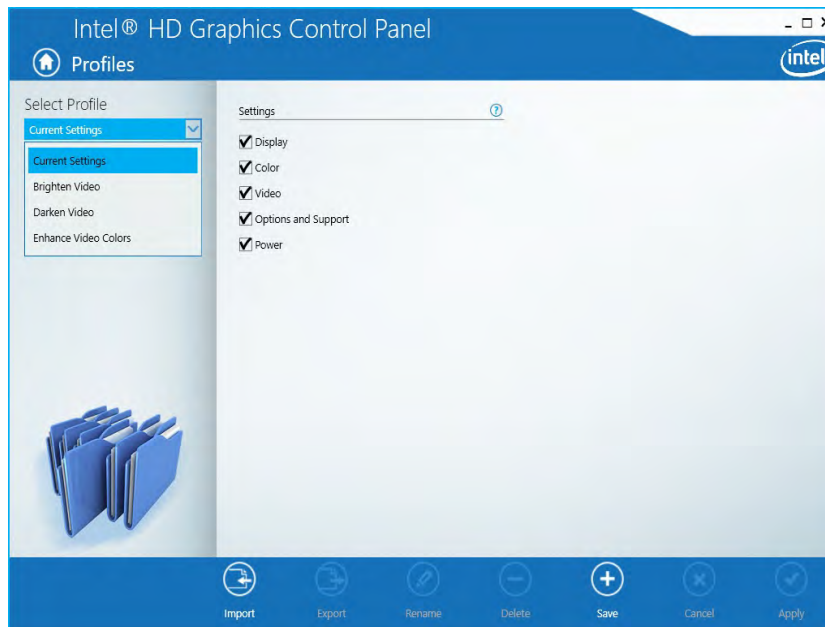 Intel® HD Graphics Control Panel
Profiles
intel
Select Profile
Current Settings
Current Settings
Brighten Video
Darken Video
Enhance Video Colors
Settings
?
Display
Color
Video
Options and Support
Power
Import
Export
Rename
Delete
Save
Cancel
Apply